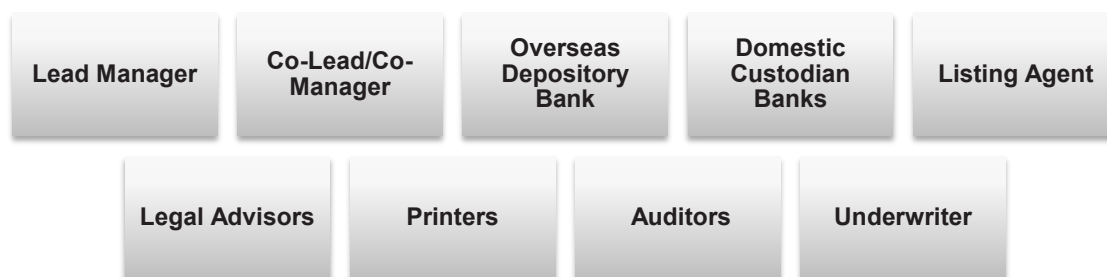 Lead Manager
Co-Lead/Co-
Manager
Overseas
Depository
Bank
Domestic
Custodian
Banks
Listing Agent
Legal Advisors
Printers
Auditors
Underwriter